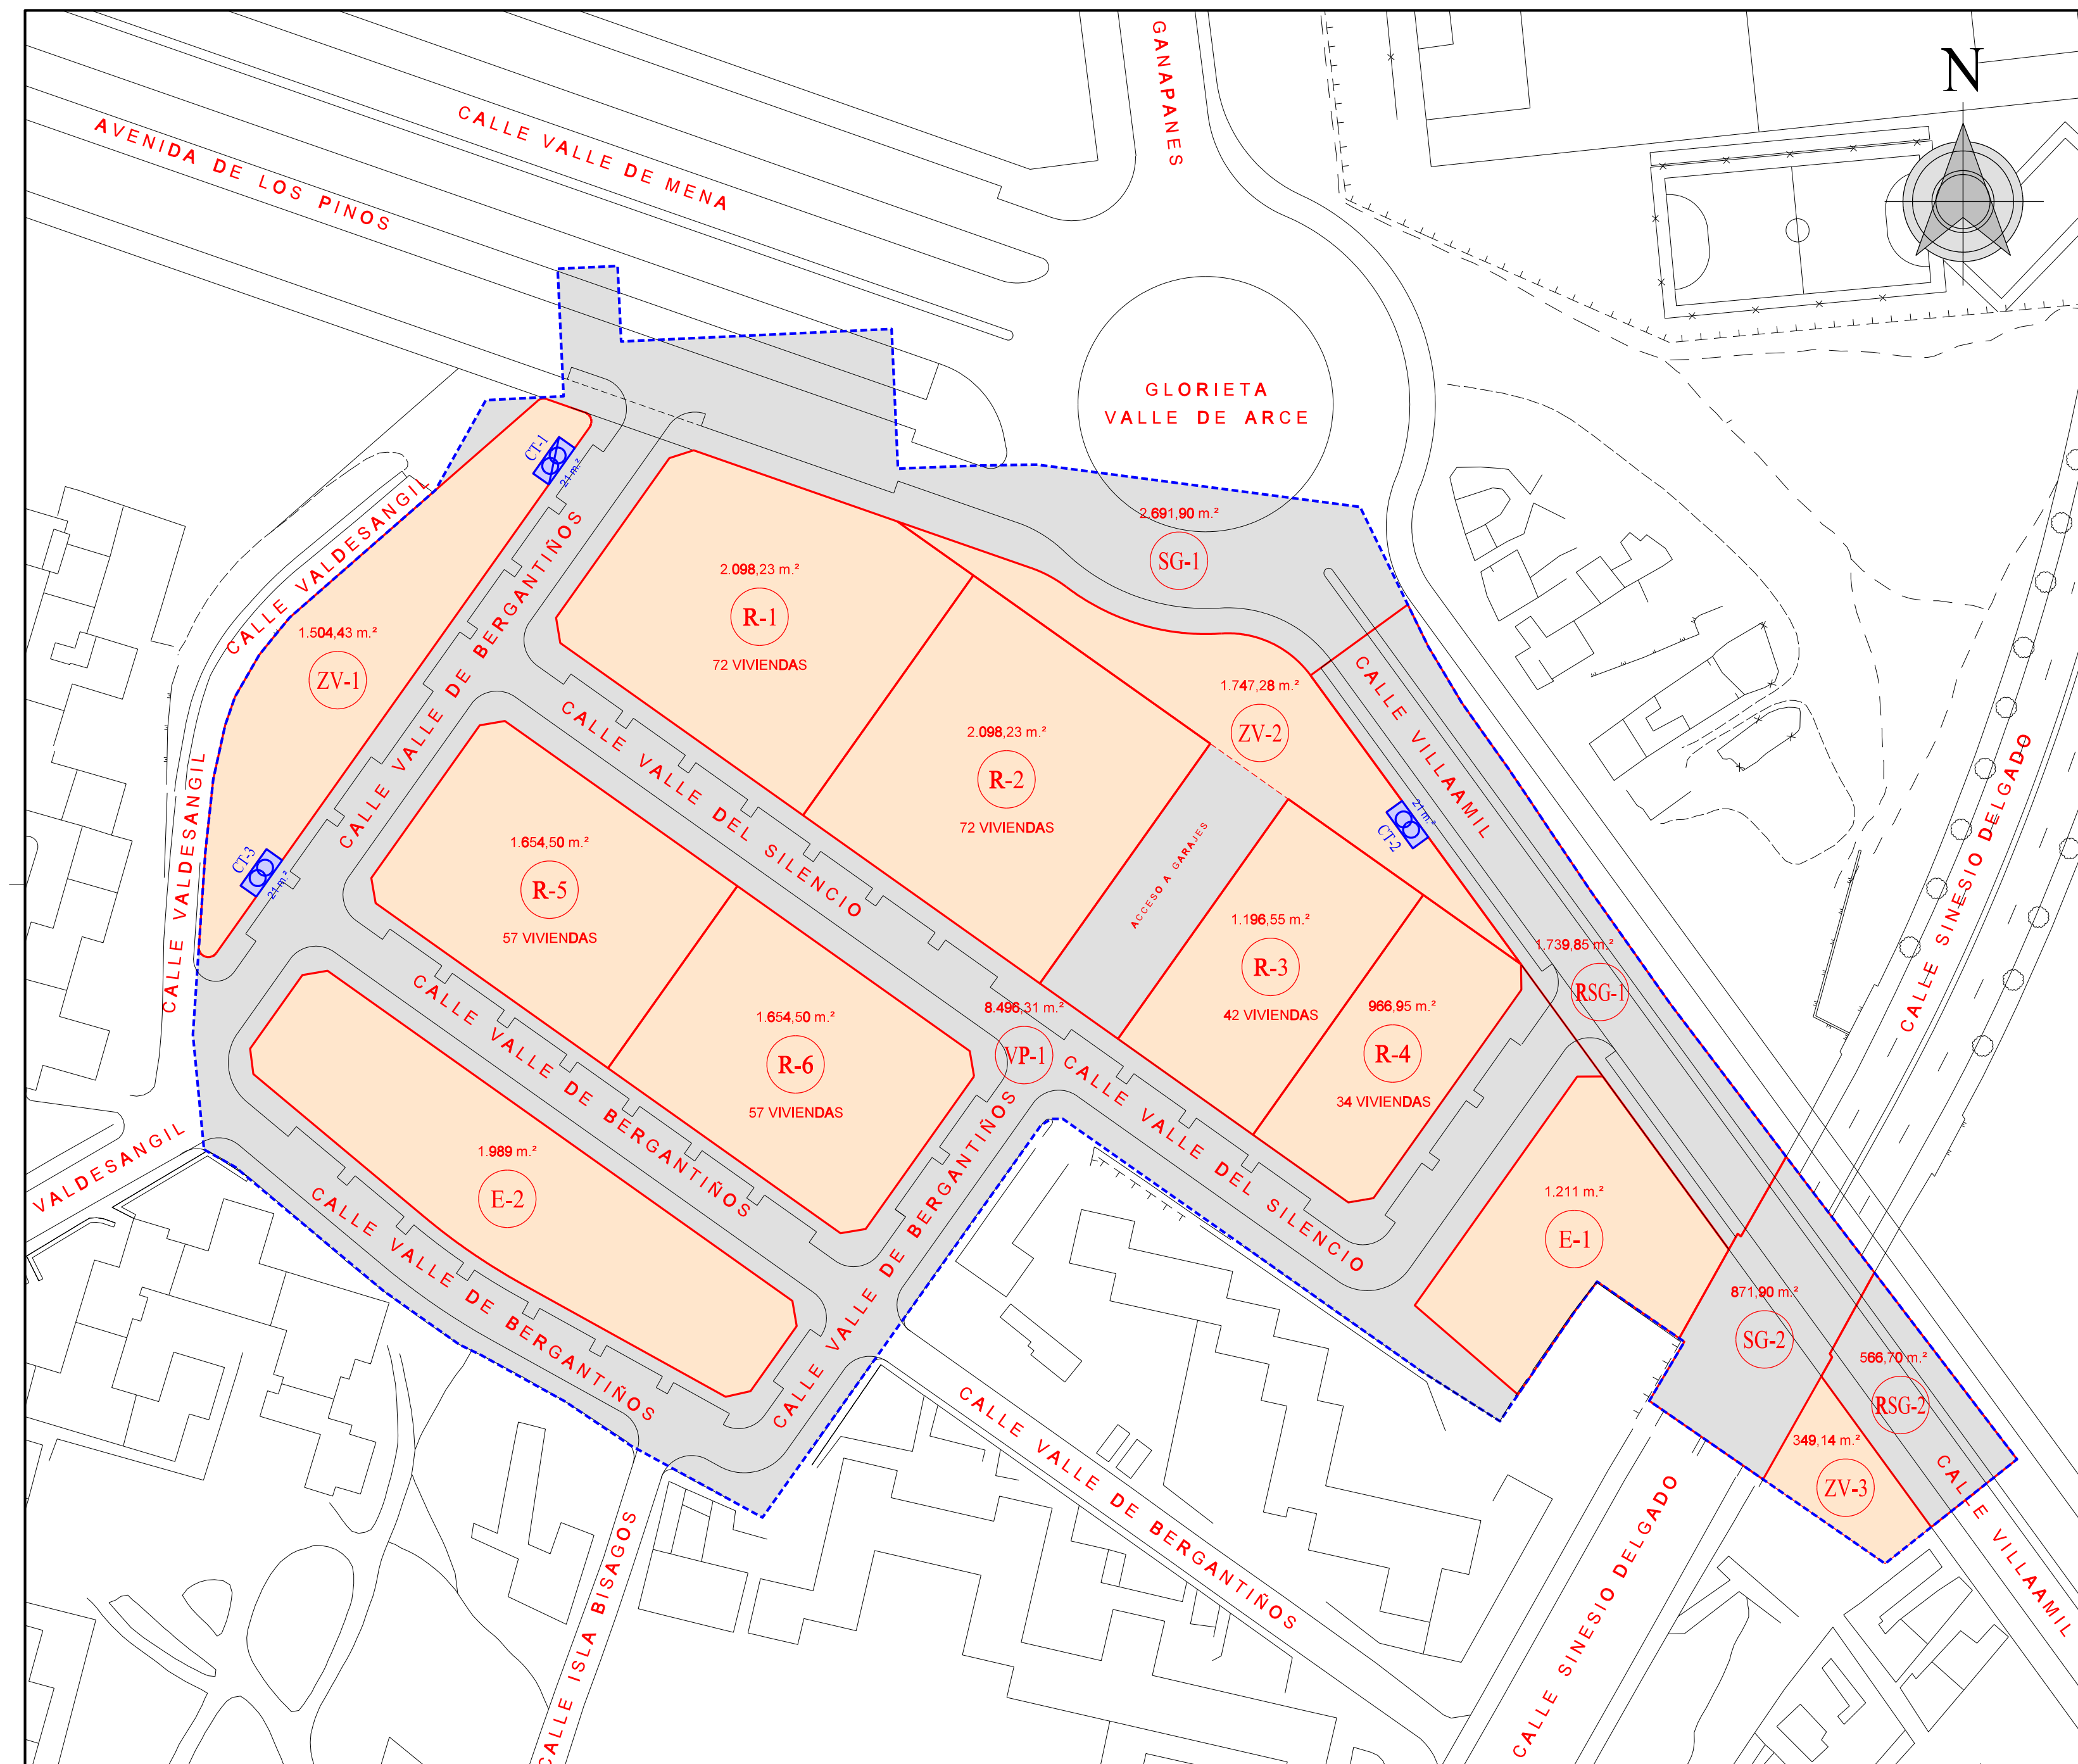 N
GANAPANES
CALLE VALLE DE MENA
AVENIDA DE LOS PINOS
GLORIETA
VALLE DE ARCE
CT-1
21 m.²
CALLE VALDESANGIL
2.691,90 m.²
SG-1
2.098,23 m.²
R-1
72 VIVIENDAS
1.504,43 m.²
ZV-1
CALLE VALLE DE BERGANTIÑOS
CALLE VALLE DEL SILENCIO
2.098,23 m.²
R-2
72 VIVIENDAS
1.747,28 m.²
ZV-2
CALLE VILLAAMIL
21 m.²
CT-2
ACCESO A GARAJES
CALLE SINESIO DELGADO
CALLE VALDESANGIL
CT-3
21 m.²
1.654,50 m.²
R-5
57 VIVIENDAS
1.196,55 m.²
R-3
42 VIVIENDAS
1.739,85 m.²
RSG-1
966,95 m.²
R-4
34 VIVIENDAS
8.496,31 m.²
VP-1
1.654,50 m.²
R-6
57 VIVIENDAS
CALLE VALLE DE BERGANTIÑOS
CALLE VALLE DEL SILENCIO
CALLE VALLE DE BERGANTIÑOS
VALDESANGIL
1.989 m.²
E-2
1.211 m.²
E-1
CALLE VALLE DE BERGANTIÑOS
871,90 m.²
SG-2
566,70 m.²
RSG-2
349,14 m.²
ZV-3
CALLE VILLAAMIL
CALLE VALLE DE BERGANTIÑOS
CALLE SINESIO DELGADO
CALLE ISLA BISAGOS